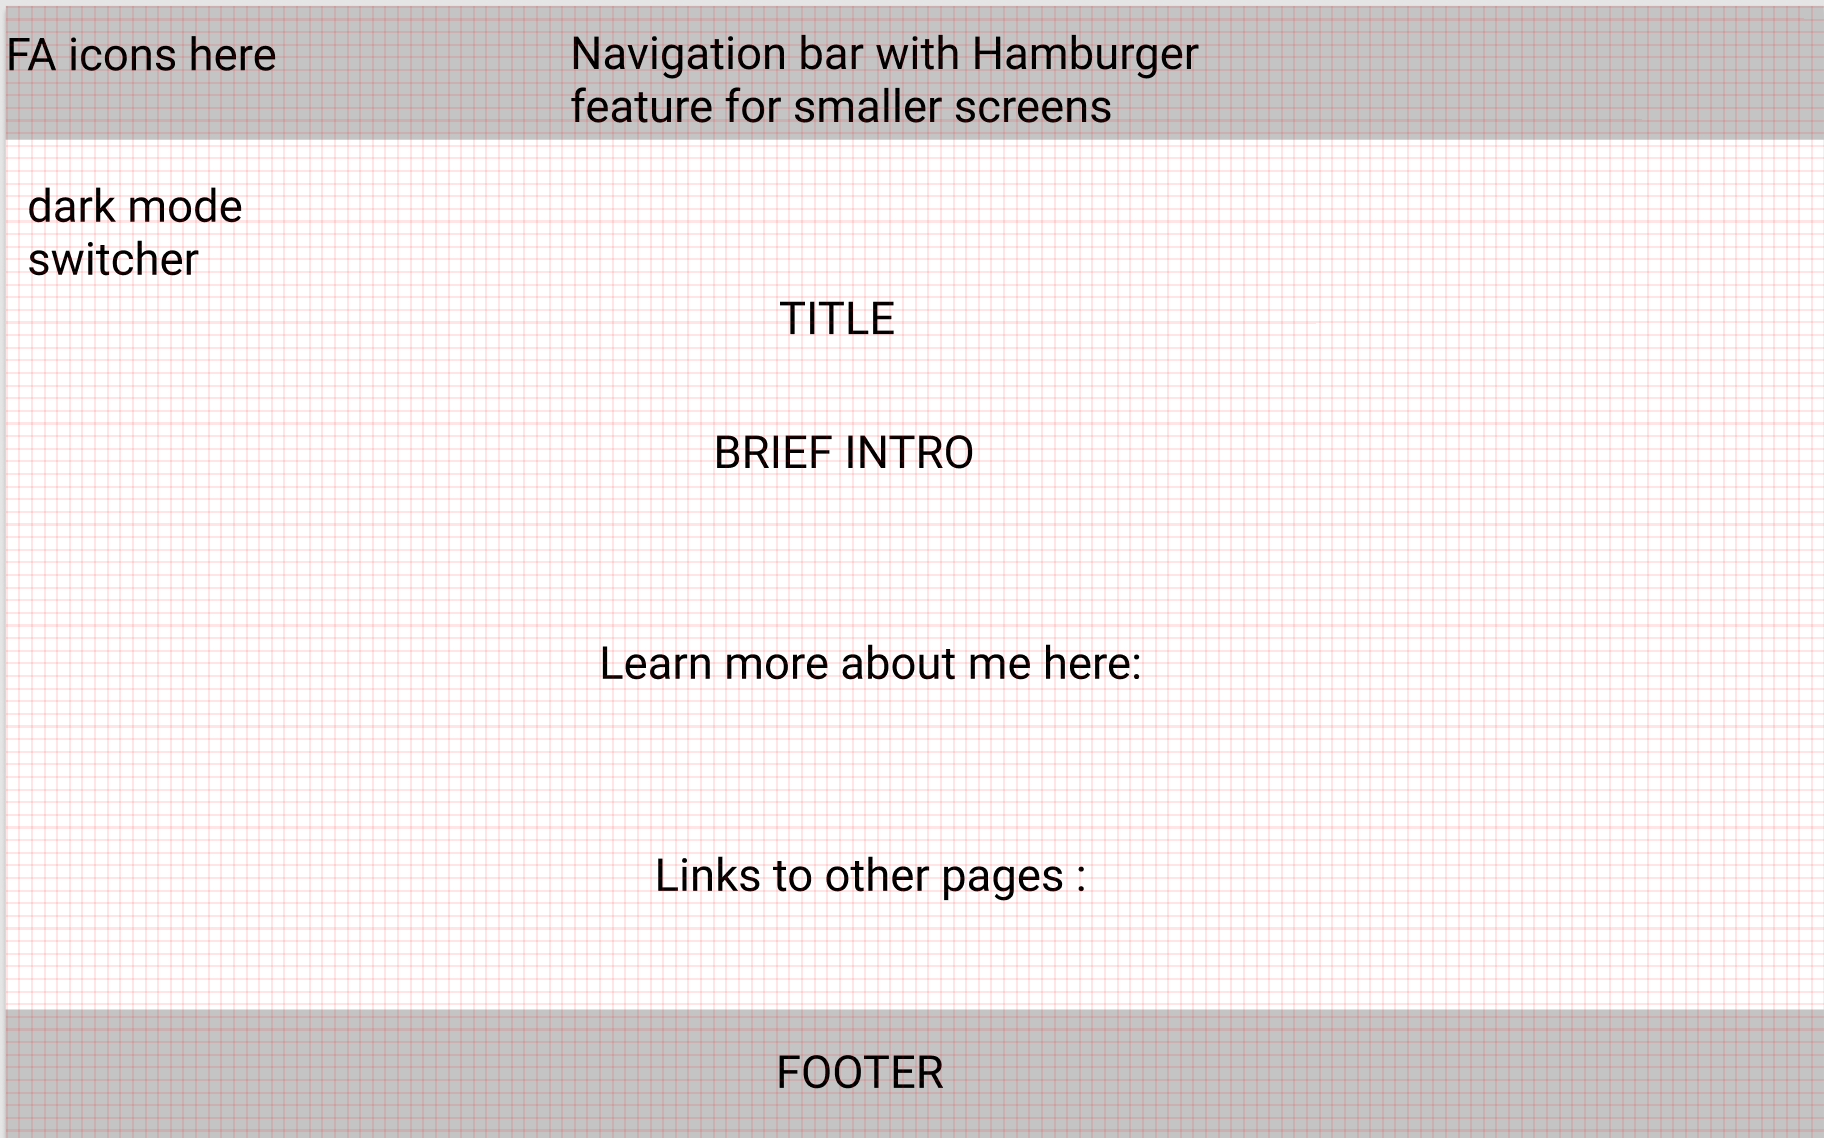 FA icons here
Navigation bar with Hamburger
feature for smaller screens
dark mode
switcher
TITLE
BRIEF INTRO
Learn more about me here:
Links to other pages :
FOOTER